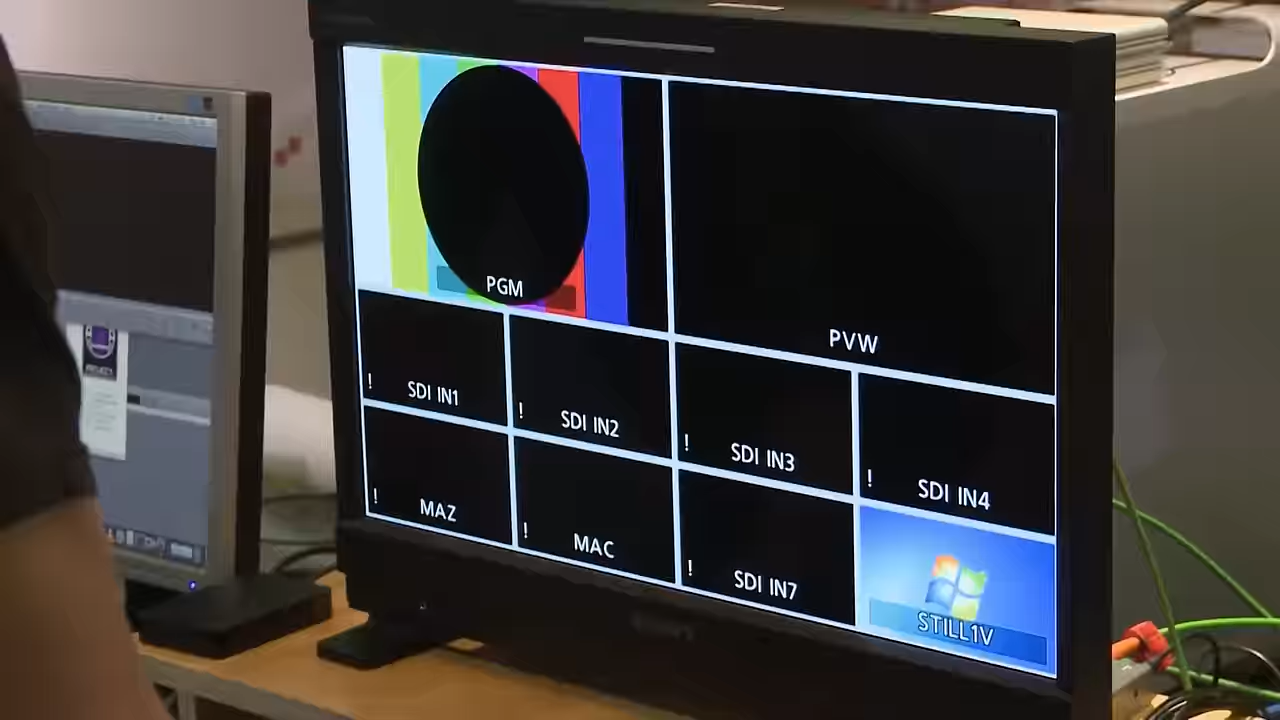 PGM
PVW
! SDI IN1
! SDI IN2
! SDI IN3
! SDI IN4
! MAZ
! MAC
! SDI IN7
STILL1V